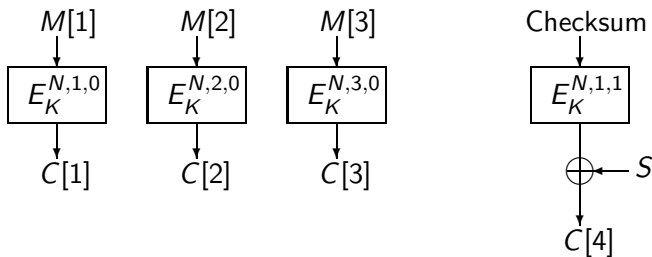 M[1] M[2] M[3] Checksum
E_K^{N,1,0} E_K^{N,2,0} E_K^{N,3,0} E_K^{N,1,1}
C[1] C[2] C[3] S
C[4]